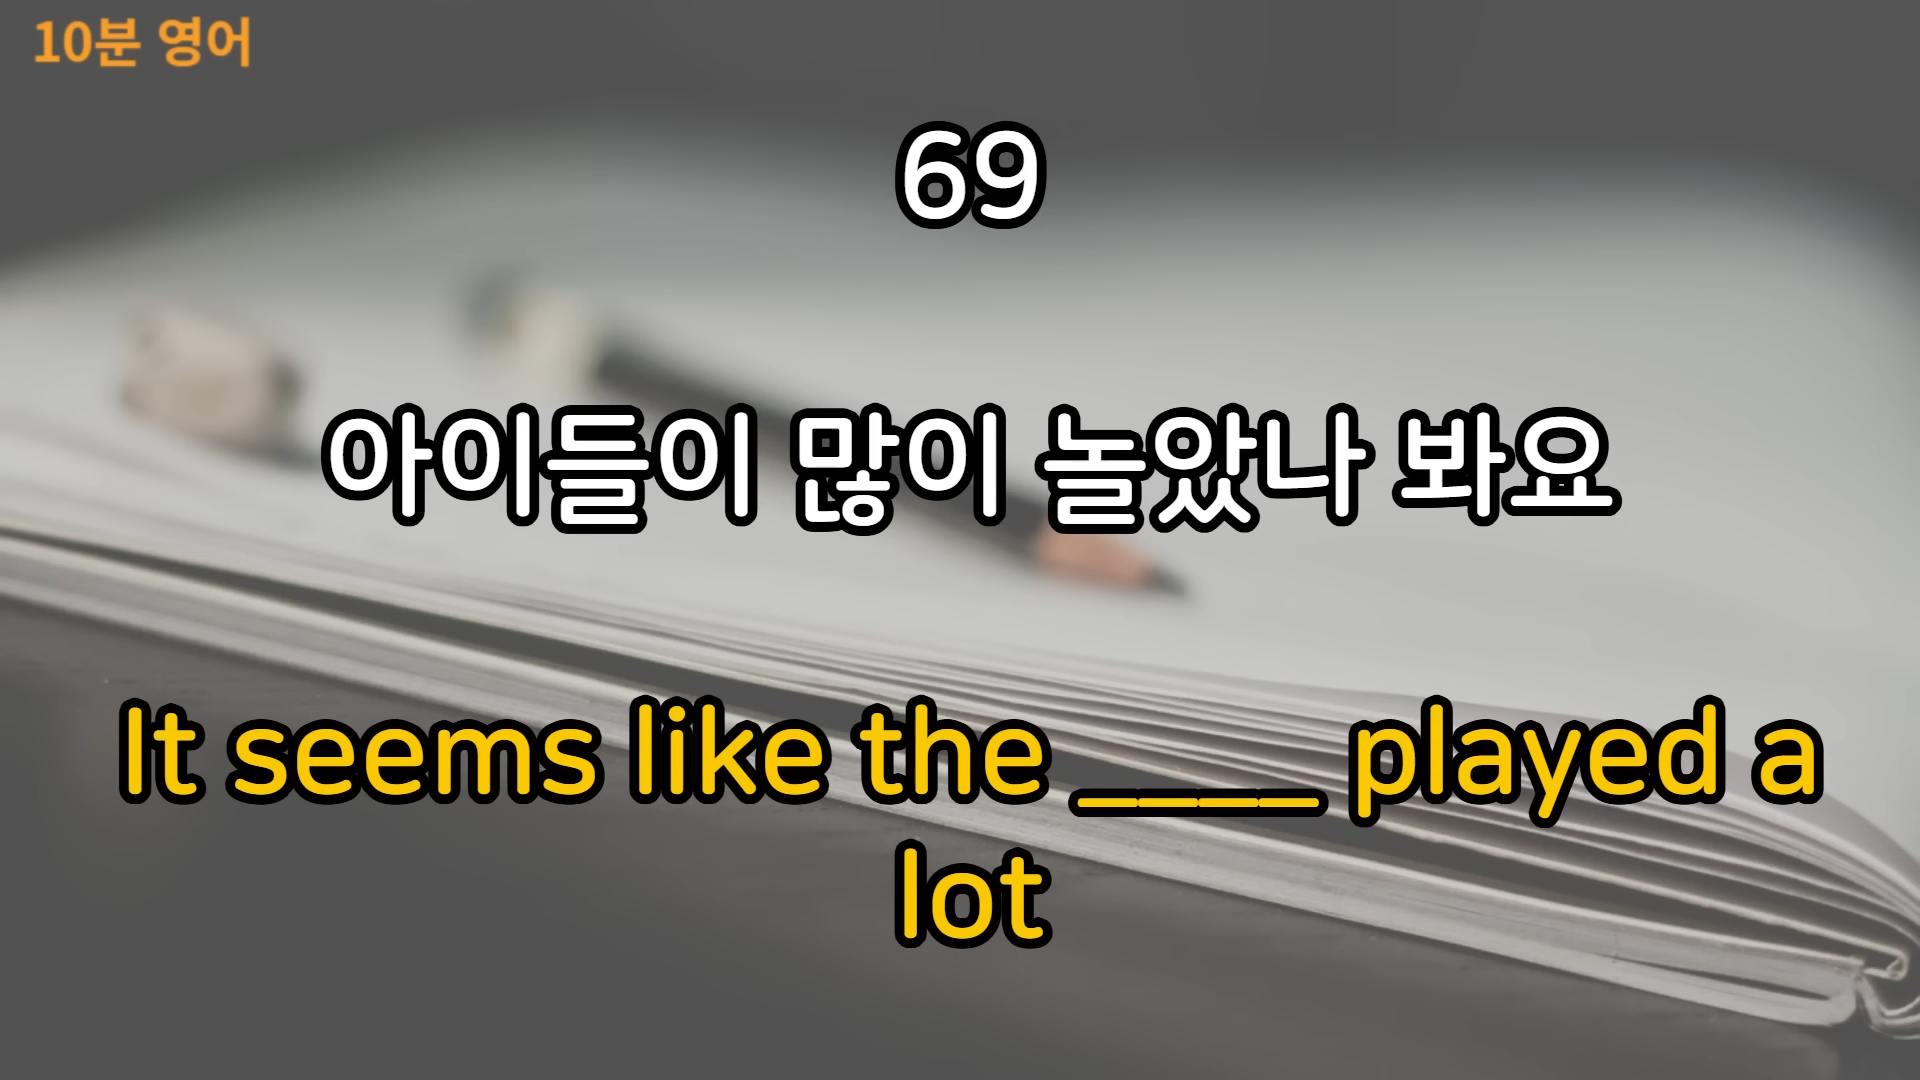 10분 영어
69
아이들이 많이 놀았나 봐요
It seems like the ____ played a
lot